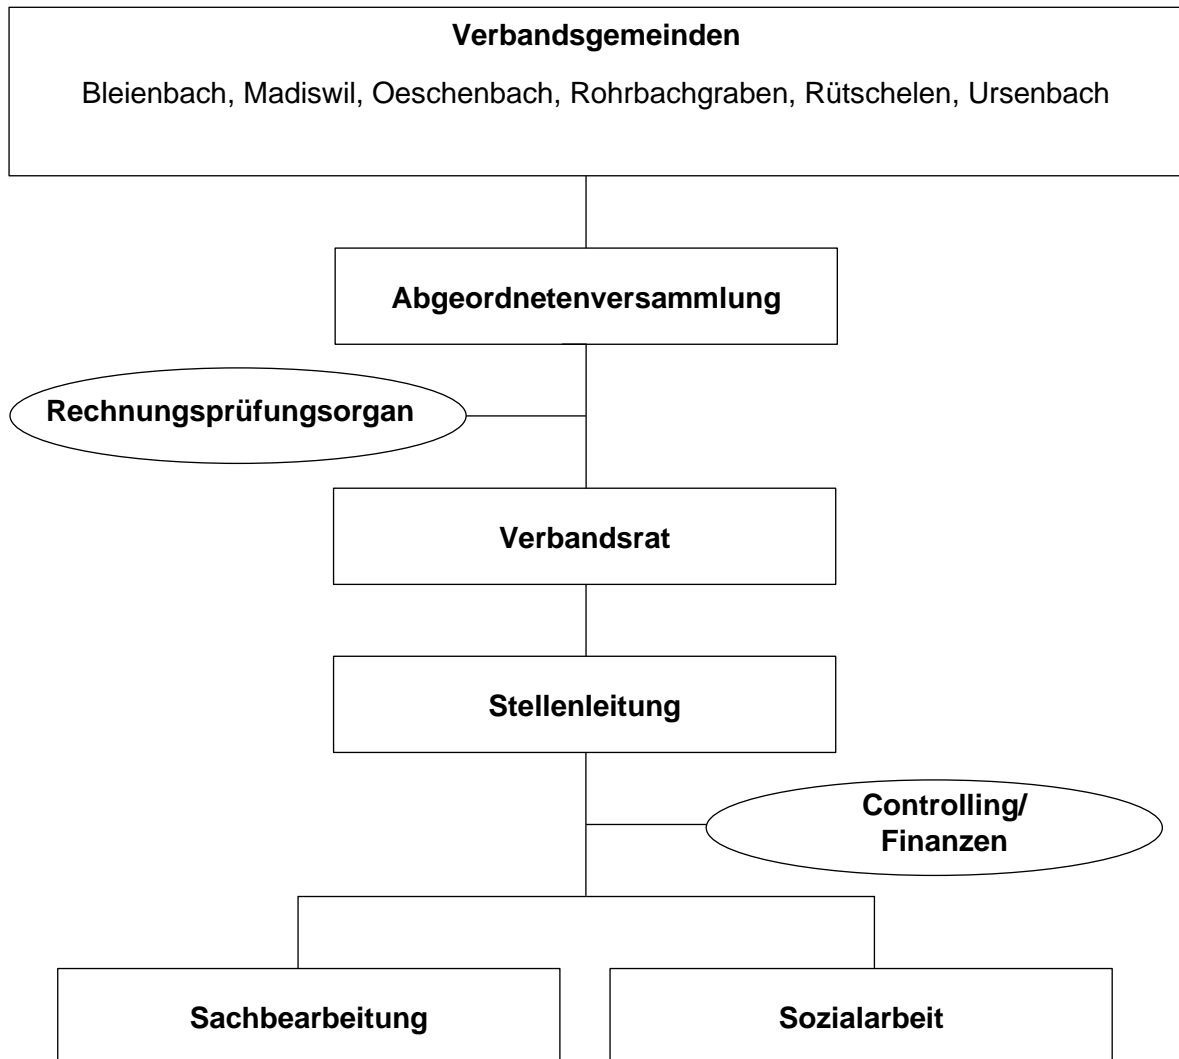 Verbandsgemeinden
Bleienbach, Madiswil, Oeschenbach, Rohrbachgraben, Rütschelen, Ursenbach
Abgeordnetenversammlung
Rechnungsprüfungsorgan
Verbandsrat
Stellenleitung
Controlling/
Finanzen
Sachbearbeitung
Sozialarbeit